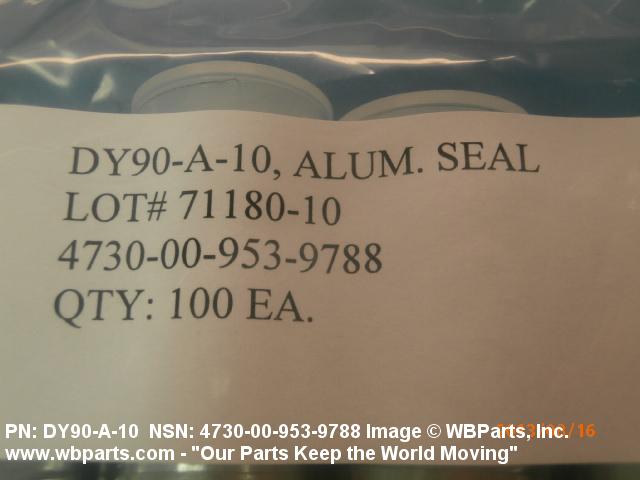 DY90-A-10, ALUM. SEAL
LOT# 71180-10
4730-00-953-9788
QTY: 100 EA.
PN: DY90-A-10 NSN: 4730-00-953-9788 Image © WBParts, Inc.
www.wbparts.com - "Our Parts Keep the World Moving"